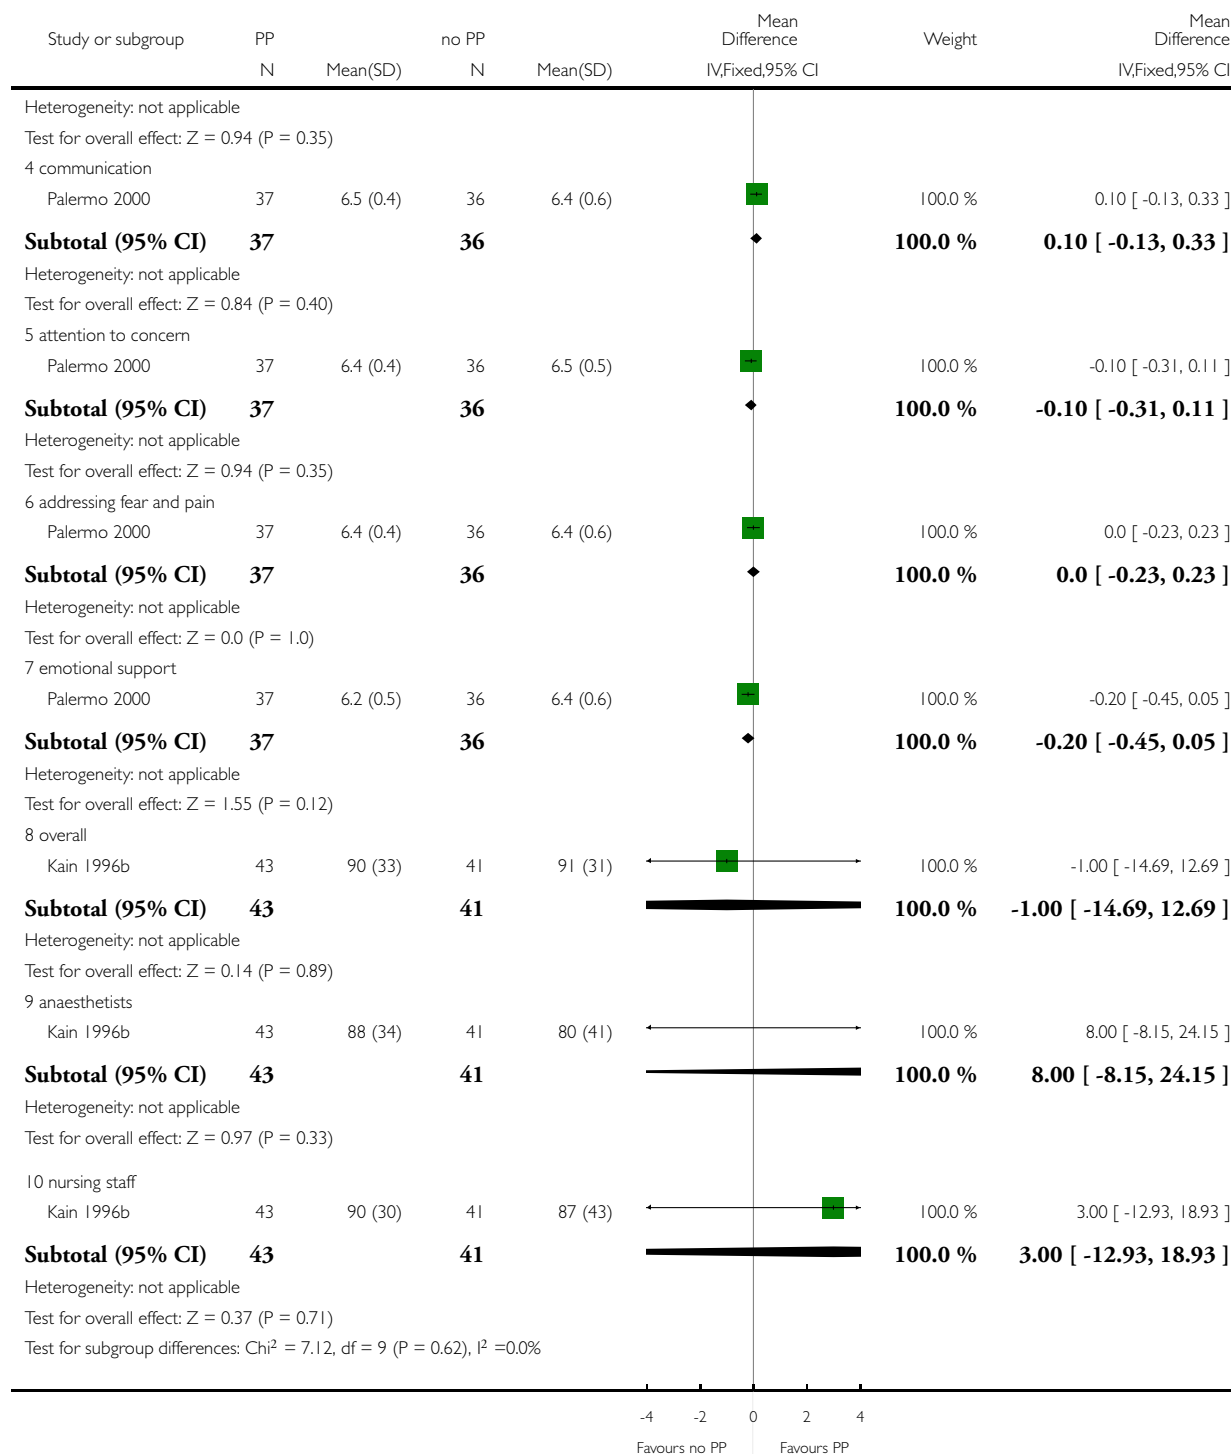 Study or subgroup PP no PP Mean Difference Weight Mean Difference
N Mean(SD) N Mean(SD) IV,Fixed,95% CI IV,Fixed,95% CI
Heterogeneity: not applicable
Test for overall effect: Z = 0.94 (P = 0.35)
4 communication
Palermo 2000 37 6.5 (0.4) 36 6.4 (0.6) 100.0 % 0.10 [ -0.13, 0.33 ]
Subtotal (95% CI) 37 36 100.0 % 0.10 [ -0.13, 0.33 ]
Heterogeneity: not applicable
Test for overall effect: Z = 0.84 (P = 0.40)
5 attention to concern
Palermo 2000 37 6.4 (0.4) 36 6.5 (0.5) 100.0 % -0.10 [ -0.31, 0.11 ]
Subtotal (95% CI) 37 36 100.0 % -0.10 [ -0.31, 0.11 ]
Heterogeneity: not applicable
Test for overall effect: Z = 0.94 (P = 0.35)
6 addressing fear and pain
Palermo 2000 37 6.4 (0.4) 36 6.4 (0.6) 100.0 % 0.0 [ -0.23, 0.23 ]
Subtotal (95% CI) 37 36 100.0 % 0.0 [ -0.23, 0.23 ]
Heterogeneity: not applicable
Test for overall effect: Z = 0.0 (P = 1.0)
7 emotional support
Palermo 2000 37 6.2 (0.5) 36 6.4 (0.6) 100.0 % -0.20 [ -0.45, 0.05 ]
Subtotal (95% CI) 37 36 100.0 % -0.20 [ -0.45, 0.05 ]
Heterogeneity: not applicable
Test for overall effect: Z = 1.55 (P = 0.12)
8 overall
Kain 1996b 43 90 (33) 41 91 (31) 100.0 % -1.00 [ -14.69, 12.69 ]
Subtotal (95% CI) 43 41 100.0 % -1.00 [ -14.69, 12.69 ]
Heterogeneity: not applicable
Test for overall effect: Z = 0.14 (P = 0.89)
9 anaesthetists
Kain 1996b 43 88 (34) 41 80 (41) 100.0 % 8.00 [ -8.15, 24.15 ]
Subtotal (95% CI) 43 41 100.0 % 8.00 [ -8.15, 24.15 ]
Heterogeneity: not applicable
Test for overall effect: Z = 0.97 (P = 0.33)
10 nursing staff
Kain 1996b 43 90 (30) 41 87 (43) 100.0 % 3.00 [ -12.93, 18.93 ]
Subtotal (95% CI) 43 41 100.0 % 3.00 [ -12.93, 18.93 ]
Heterogeneity: not applicable
Test for overall effect: Z = 0.37 (P = 0.71)
Test for subgroup differences: Chi² = 7.12, df = 9 (P = 0.62), I² =0.0%
-4 -2 0 2 4
Favours no PP Favours PP